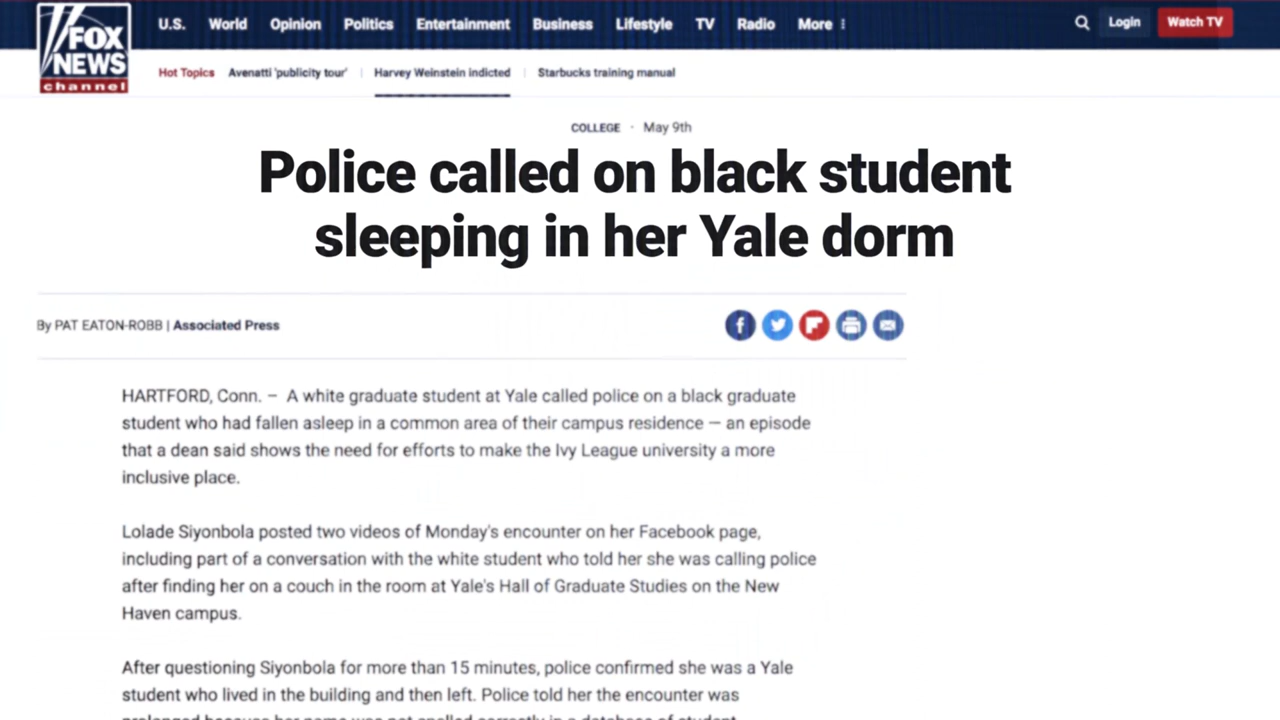 U.S. World Opinion Politics Entertainment Business Lifestyle TV Radio More Login Watch TV
FOX
NEWS
channel
Hot Topics Avenatti 'publicity tour' Harvey Weinstein indicted Starbucks training manual
COLLEGE · May 9th
Police called on black student
sleeping in her Yale dorm
By PAT EATON-ROBB | Associated Press
HARTFORD, Conn. – A white graduate student at Yale called police on a black graduate
student who had fallen asleep in a common area of their campus residence — an episode
that a dean said shows the need for efforts to make the Ivy League university a more
inclusive place.
Lolade Siyonbola posted two videos of Monday's encounter on her Facebook page,
including part of a conversation with the white student who told her she was calling police
after finding her on a couch in the room at Yale's Hall of Graduate Studies on the New
Haven campus.
After questioning Siyonbola for more than 15 minutes, police confirmed she was a Yale
student who lived in the building and then left. Police told her the encounter was